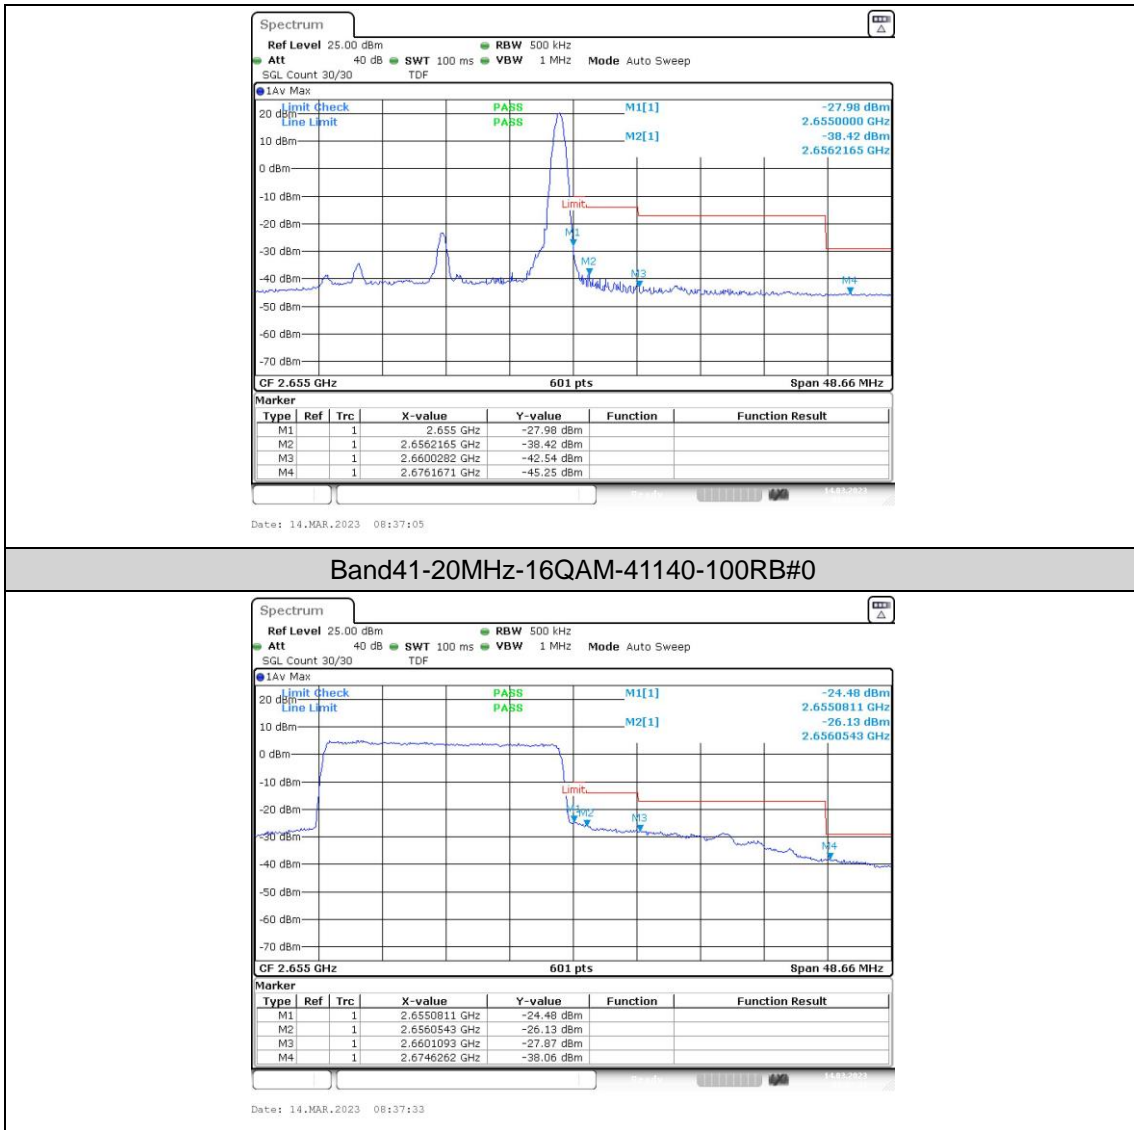 Spectrum
Ref Level 25.00 dBm RBW 500 kHz
Att 40 dB SWT 100 ms VBW 1 MHz Mode Auto Sweep
SGL Count 30/30 TDF
1Av Max
Limit Check PASS M1[1] -27.98 dBm
20 dBm
Line Limit PASS 2.6550000 GHz
10 dBm M2[1] -38.42 dBm
2.6562165 GHz
0 dBm
-10 dBm
Limit
-20 dBm
M1
-30 dBm
M2
-40 dBm
M3
M4
-50 dBm
-60 dBm
-70 dBm
CF 2.655 GHz 601 pts Span 48.66 MHz
Marker
Type Ref Trc X-value Y-value Function Function Result
M1 1 2.655 GHz -27.98 dBm
M2 1 2.6562165 GHz -38.42 dBm
M3 1 2.6600282 GHz -42.54 dBm
M4 1 2.6761671 GHz -45.25 dBm
Ready 14.03.2023
Date: 14.MAR.2023 08:37:05
Band41-20MHz-16QAM-41140-100RB#0
Spectrum
Ref Level 25.00 dBm RBW 500 kHz
Att 40 dB SWT 100 ms VBW 1 MHz Mode Auto Sweep
SGL Count 30/30 TDF
1Av Max
Limit Check PASS M1[1] -24.48 dBm
20 dBm
Line Limit PASS 2.6550811 GHz
10 dBm M2[1] -26.13 dBm
2.6560543 GHz
0 dBm
-10 dBm
Limit
-20 dBm
M1 M2 M3
-30 dBm
M4
-40 dBm
-50 dBm
-60 dBm
-70 dBm
CF 2.655 GHz 601 pts Span 48.66 MHz
Marker
Type Ref Trc X-value Y-value Function Function Result
M1 1 2.6550811 GHz -24.48 dBm
M2 1 2.6560543 GHz -26.13 dBm
M3 1 2.6601093 GHz -27.87 dBm
M4 1 2.6746262 GHz -38.06 dBm
Date: 14.MAR.2023 08:37:33